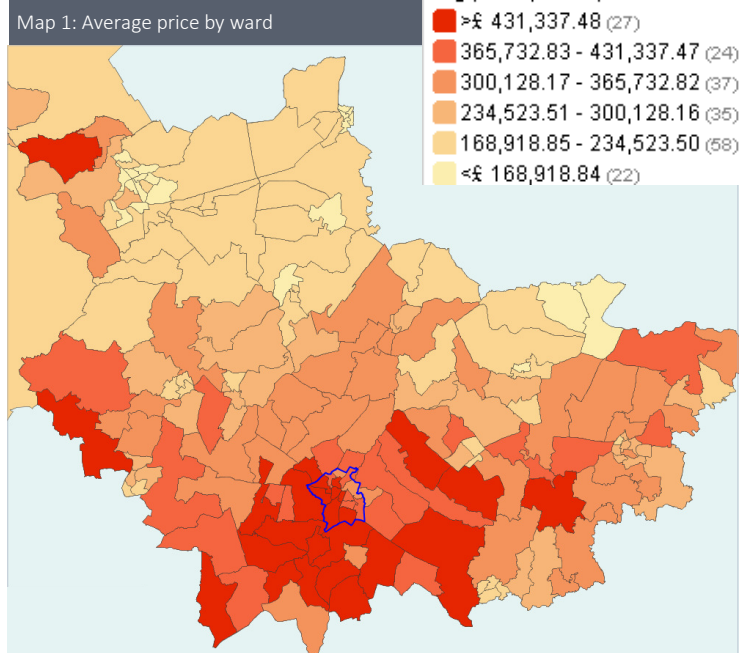 Map 1: Average price by ward
>£ 431,337.48 (27)
365,732.83 - 431,337.47 (24)
300,128.17 - 365,732.82 (37)
234,523.51 - 300,128.16 (35)
168,918.85 - 234,523.50 (58)
<£ 168,918.84 (22)